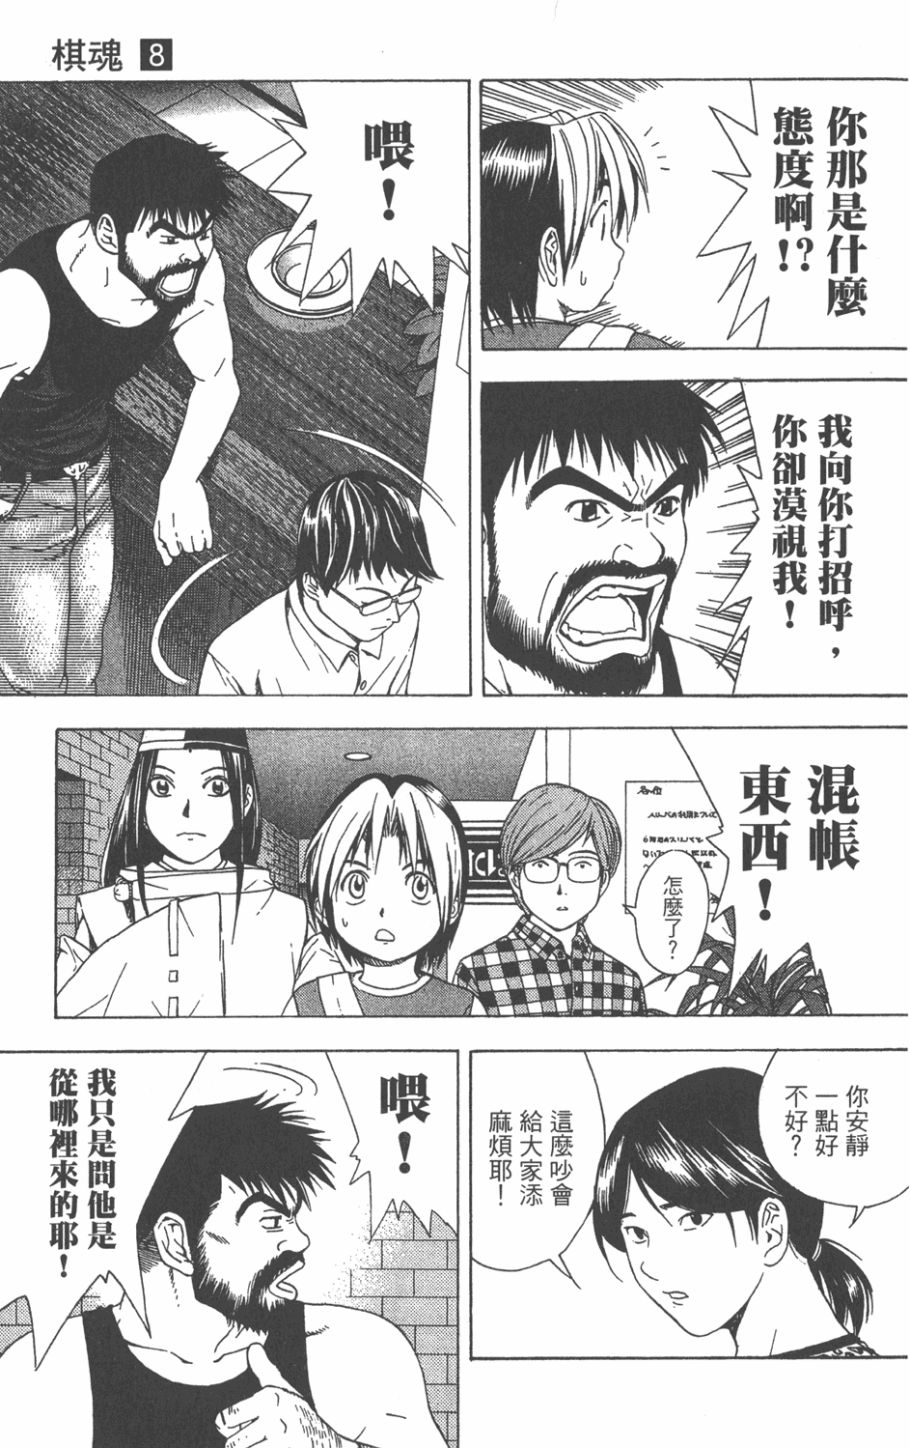 棋魂 8
你那是什麼
態度啊!?
喂!
我向你打招呼，
你卻漠視我!
混帳
東西!
怎麼了?
各位
你安靜
一點好
不好?
這麼吵會
給大家添
麻煩耶!
喂!
我只是問他是
從哪裡來的耶!